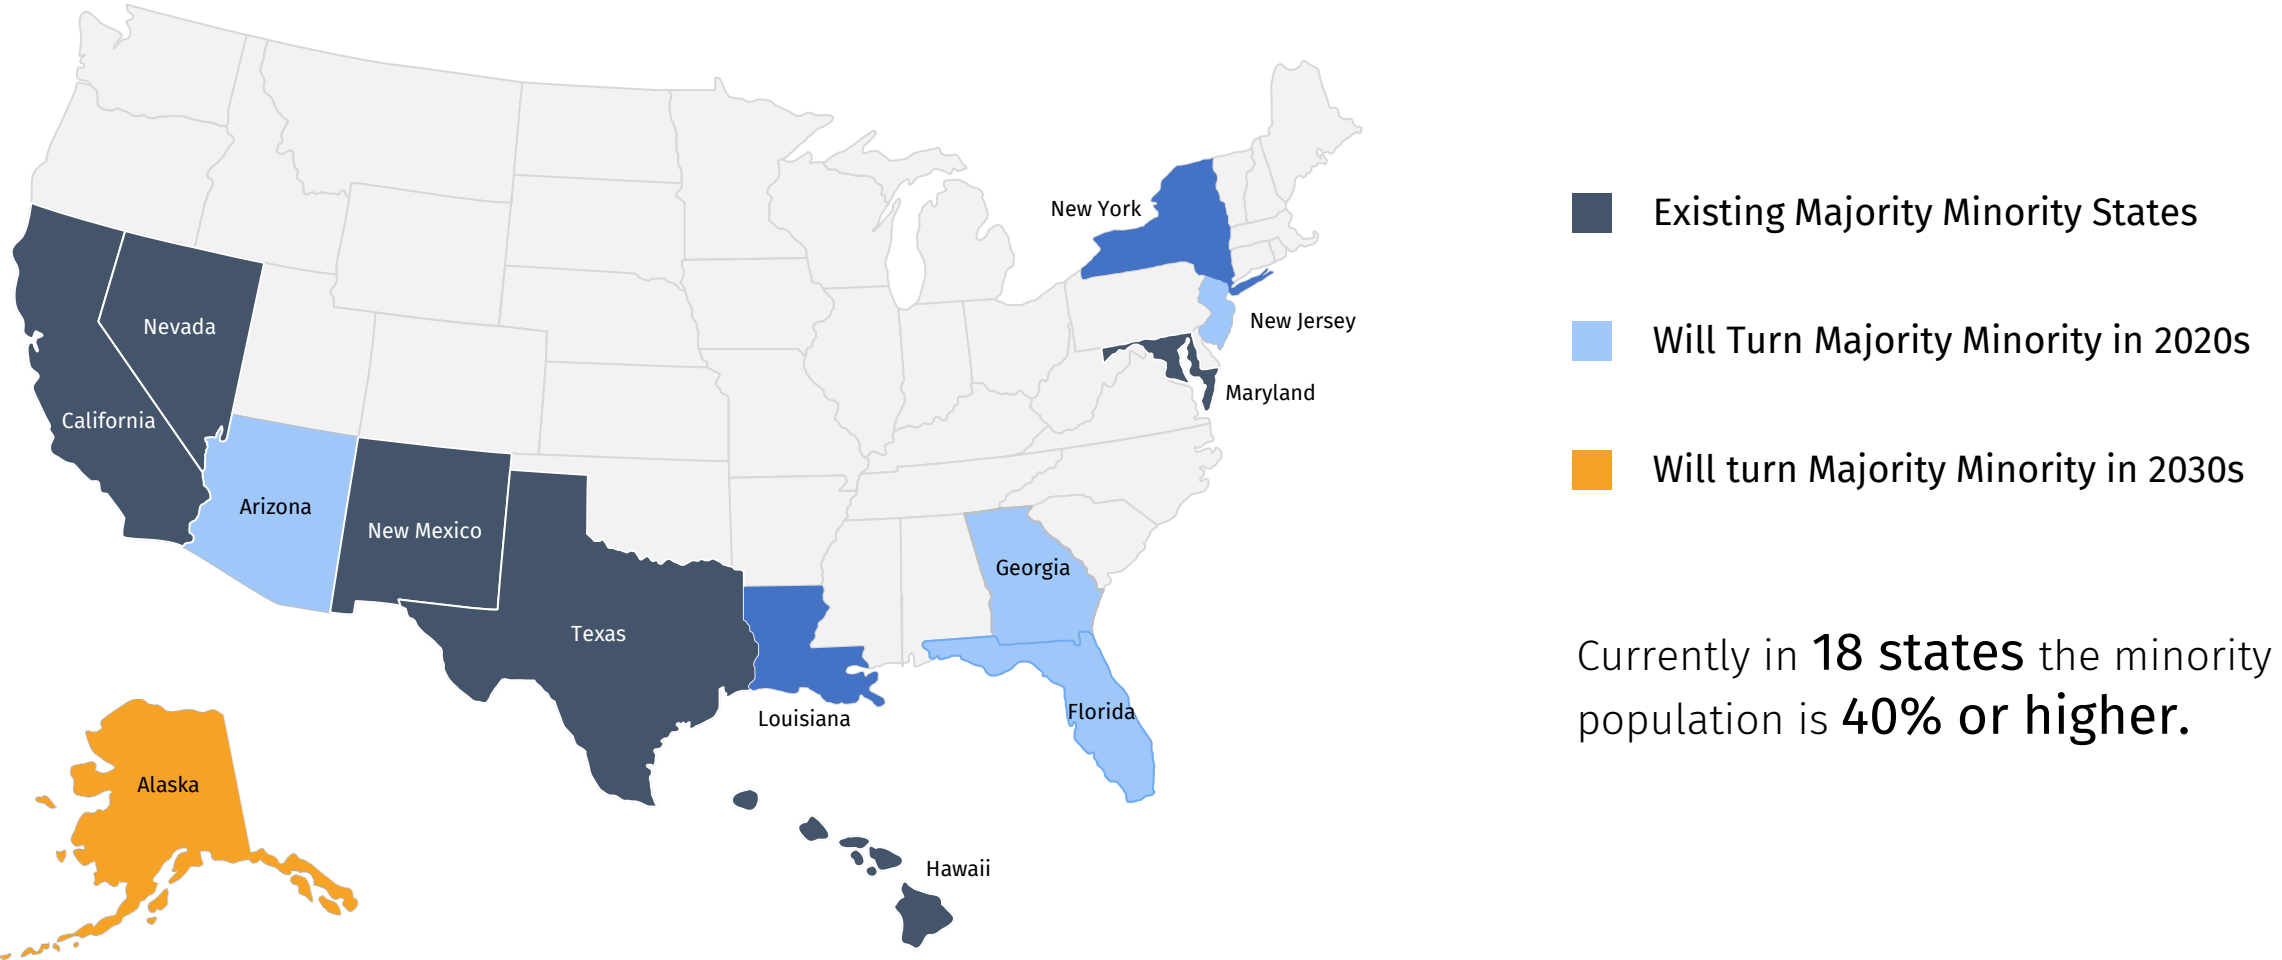 New York
New Jersey
Maryland
Nevada
California
Arizona
New Mexico
Texas
Georgia
Louisiana
Florida
Alaska
Hawaii
Existing Majority Minority States
Will Turn Majority Minority in 2020s
Will turn Majority Minority in 2030s
Currently in 18 states the minority
population is 40% or higher.